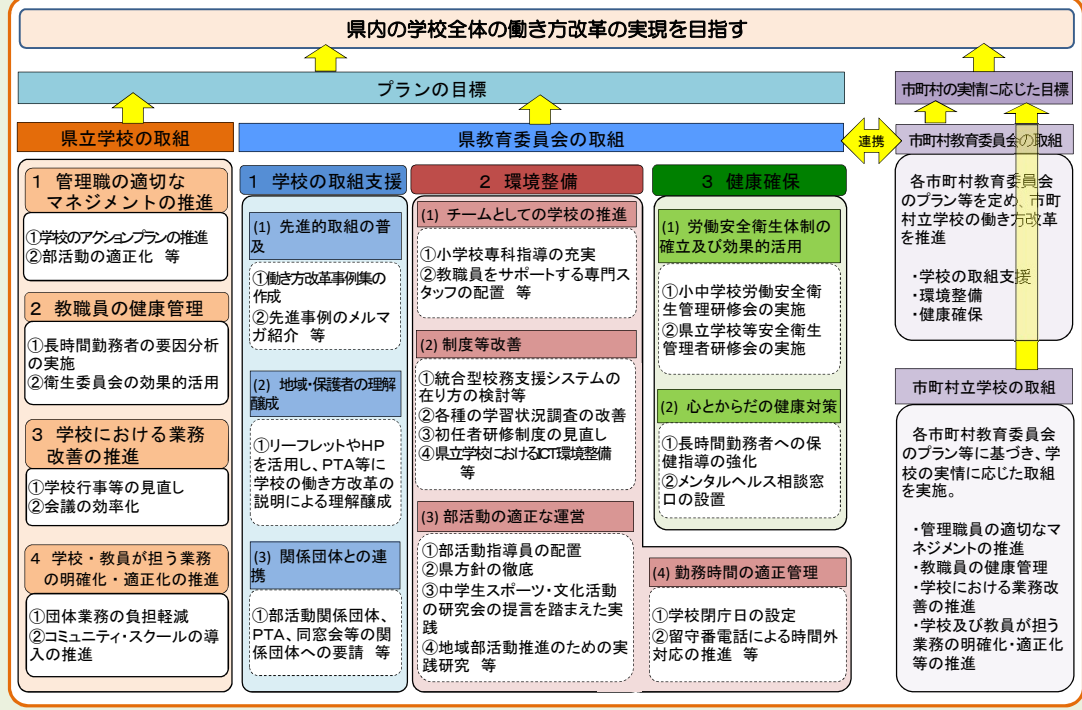 県内の学校全体の働き方改革の実現を目指す
プランの目標
市町村の実情に応じた目標
県立学校の取組
県教育委員会の取組
連携
市町村教育委員会の取組
1 管理職の適切な
マネジメントの推進
①学校のアクションプランの推進
②部活動の適正化 等
2 教職員の健康管理
①長時間勤務者の要因分析
の実施
②衛生委員会の効果的活用
3 学校における業務
改善の推進
①学校行事等の見直し
②会議の効率化
4 学校・教員が担う業務
の明確化・適正化の推進
①団体業務の負担軽減
②コミュニティ・スクールの導
入の推進
1 学校の取組支援
(1) 先進的取組の普
及
①働き方改革事例集の
作成
②先進事例のメルマ
ガ紹介 等
(2) 地域・保護者の理解
醸成
①リーフレットやHP
を活用し、PTA等に
学校の働き方改革の
説明による理解醸成
(3) 関係団体との連
携
①部活動関係団体、
PTA、同窓会等の関
係団体への要請 等
2 環境整備
(1) チームとしての学校の推進
①小学校専科指導の充実
②教職員をサポートする専門ス
タッフの配置 等
(2) 制度等改善
①統合型校務支援システムの
在り方の検討等
②各種の学習状況調査の改善
③初任者研修制度の見直し
④県立学校におけるICT環境整備
等
(3) 部活動の適正な運営
①部活動指導員の配置
②県方針の徹底
③中学生スポーツ・文化活動
の研究会の提言を踏まえた実
践
④地域部活動推進のための実
践研究 等
3 健康確保
(1) 労働安全衛生体制の
確立及び効果的活用
①小中学校労働安全衛
生管理研修会の実施
②県立学校等安全衛生
管理者研修会の実施
(2) 心とからだの健康対策
①長時間勤務者への保
健指導の強化
②メンタルヘルス相談窓
口の設置
(4) 勤務時間の適正管理
①学校閉庁日の設定
②留守番電話による時間外
対応の推進 等
各市町村教育委員会
のプラン等を定め、市町
村立学校の働き方改革
を推進
・学校の取組支援
・環境整備
・健康確保
市町村立学校の取組
各市町村教育委員会
のプラン等に基づき、学
校の実情に応じた取組
を実施。
・管理職員の適切なマ
ネジメントの推進
・教職員の健康管理
・学校における業務改
善の推進
・学校及び教員が担う
業務の明確化・適正化
等の推進